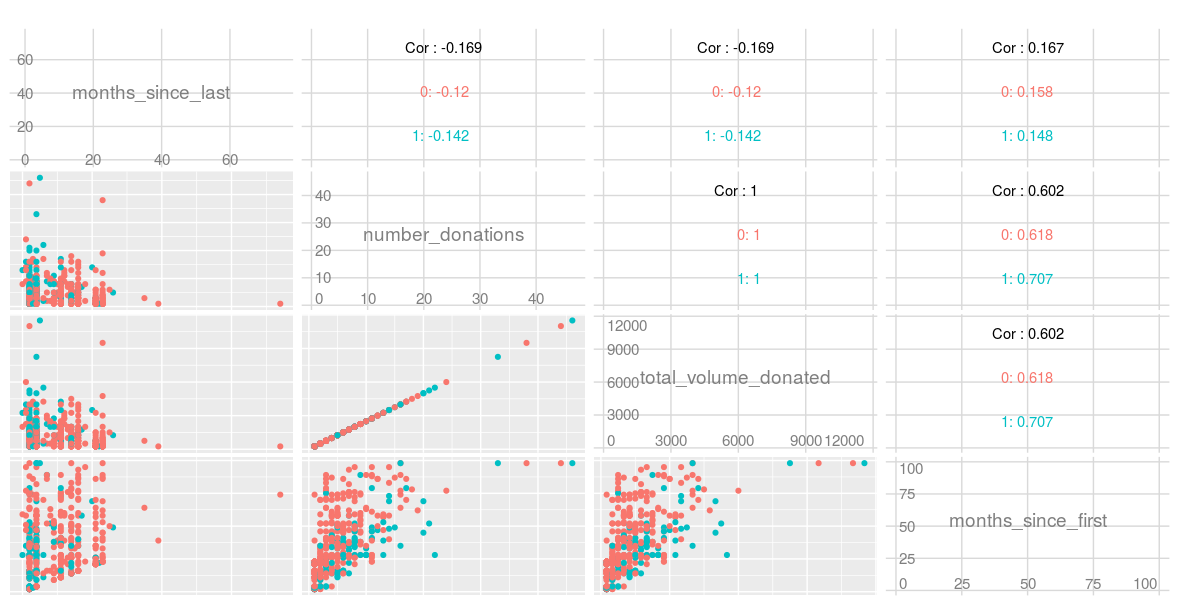 Cor : -0.169
Cor : -0.169
Cor : 0.167
60
40
months_since_last
0: -0.12
0: -0.12
0: 0.158
20
1: -0.142
1: -0.142
1: 0.148
0 20 40 60
Cor : 1
Cor : 0.602
40
30
number_donations
0: 1
0: 0.618
20
10
1: 1
1: 0.707
0 10 20 30 40
12000
Cor : 0.602
9000
6000
total_volume_donated
0: 0.618
3000
1: 0.707
0 3000 6000 9000 12000
100
75
50
months_since_first
25
0 25 50 75 100